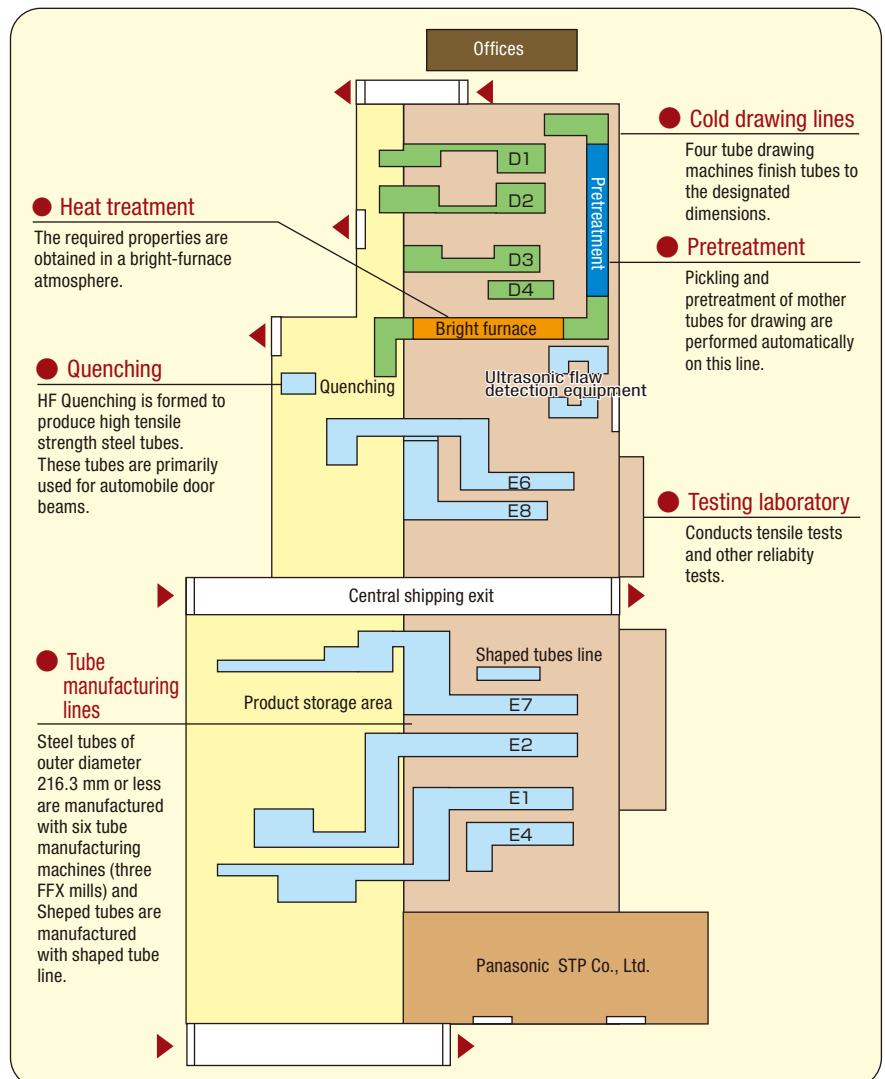 Offices
Cold drawing lines
Four tube drawing
machines finish tubes to
the designated
dimensions.
D1
D2
D3
D4
Pretreatment
Heat treatment
The required properties are
obtained in a bright-furnace
atmosphere.
Pretreatment
Pickling and
pretreatment of mother
tubes for drawing are
performed automatically
on this line.
Bright furnace
Quenching
HF Quenching is formed to
produce high tensile
strength steel tubes.
These tubes are primarily
used for automobile door
beams.
Quenching
Ultrasonic flaw
detection equipment
E6
E8
Testing laboratory
Conducts tensile tests
and other reliabity
tests.
Central shipping exit
Tube
manufacturing
lines
Steel tubes of
outer diameter
216.3 mm or less
are manufactured
with six tube
manufacturing
machines (three
FFX mills) and
Sheped tubes are
manufactured
with shaped tube
line.
Shaped tubes line
Product storage area
E7
E2
E1
E4
Panasonic STP Co., Ltd.